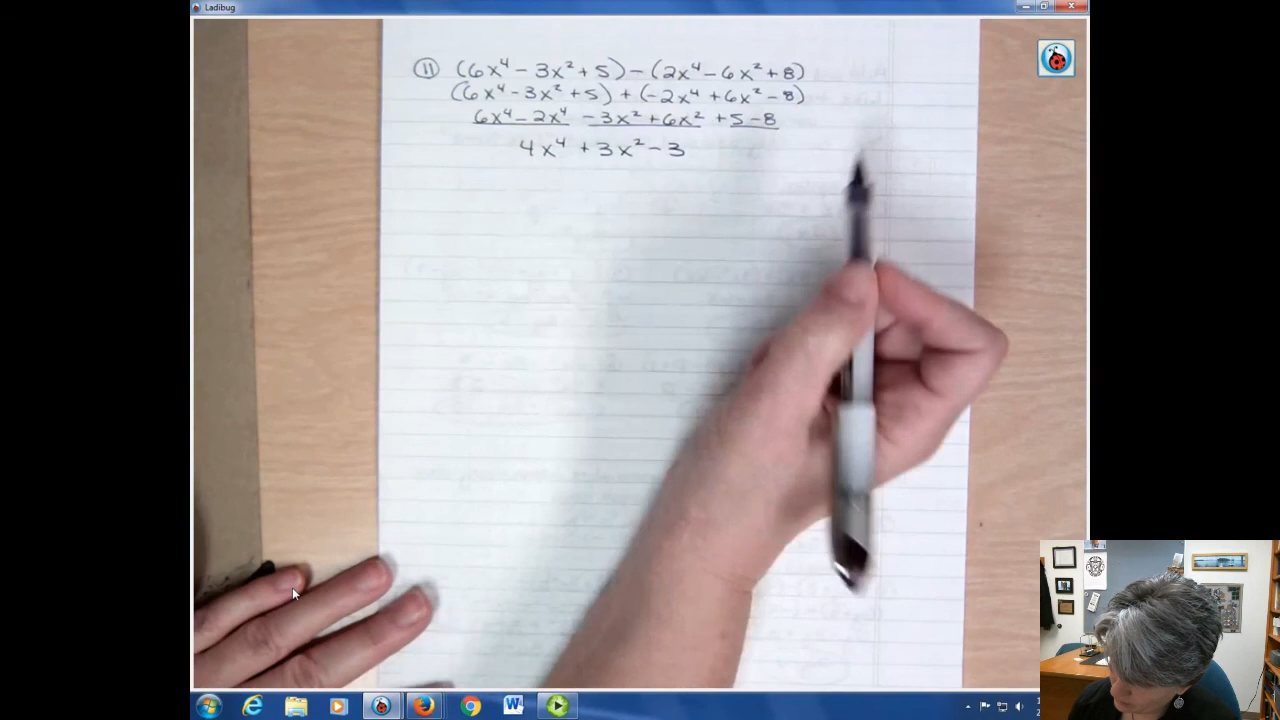 Ladibug
⑪ (6x⁴ - 3x² + 5) - (2x⁴ - 6x² + 8)
(6x⁴ - 3x² + 5) + (-2x⁴ + 6x² - 8)
6x⁴ - 2x⁴ - 3x² + 6x² + 5 - 8
4x⁴ + 3x² - 3